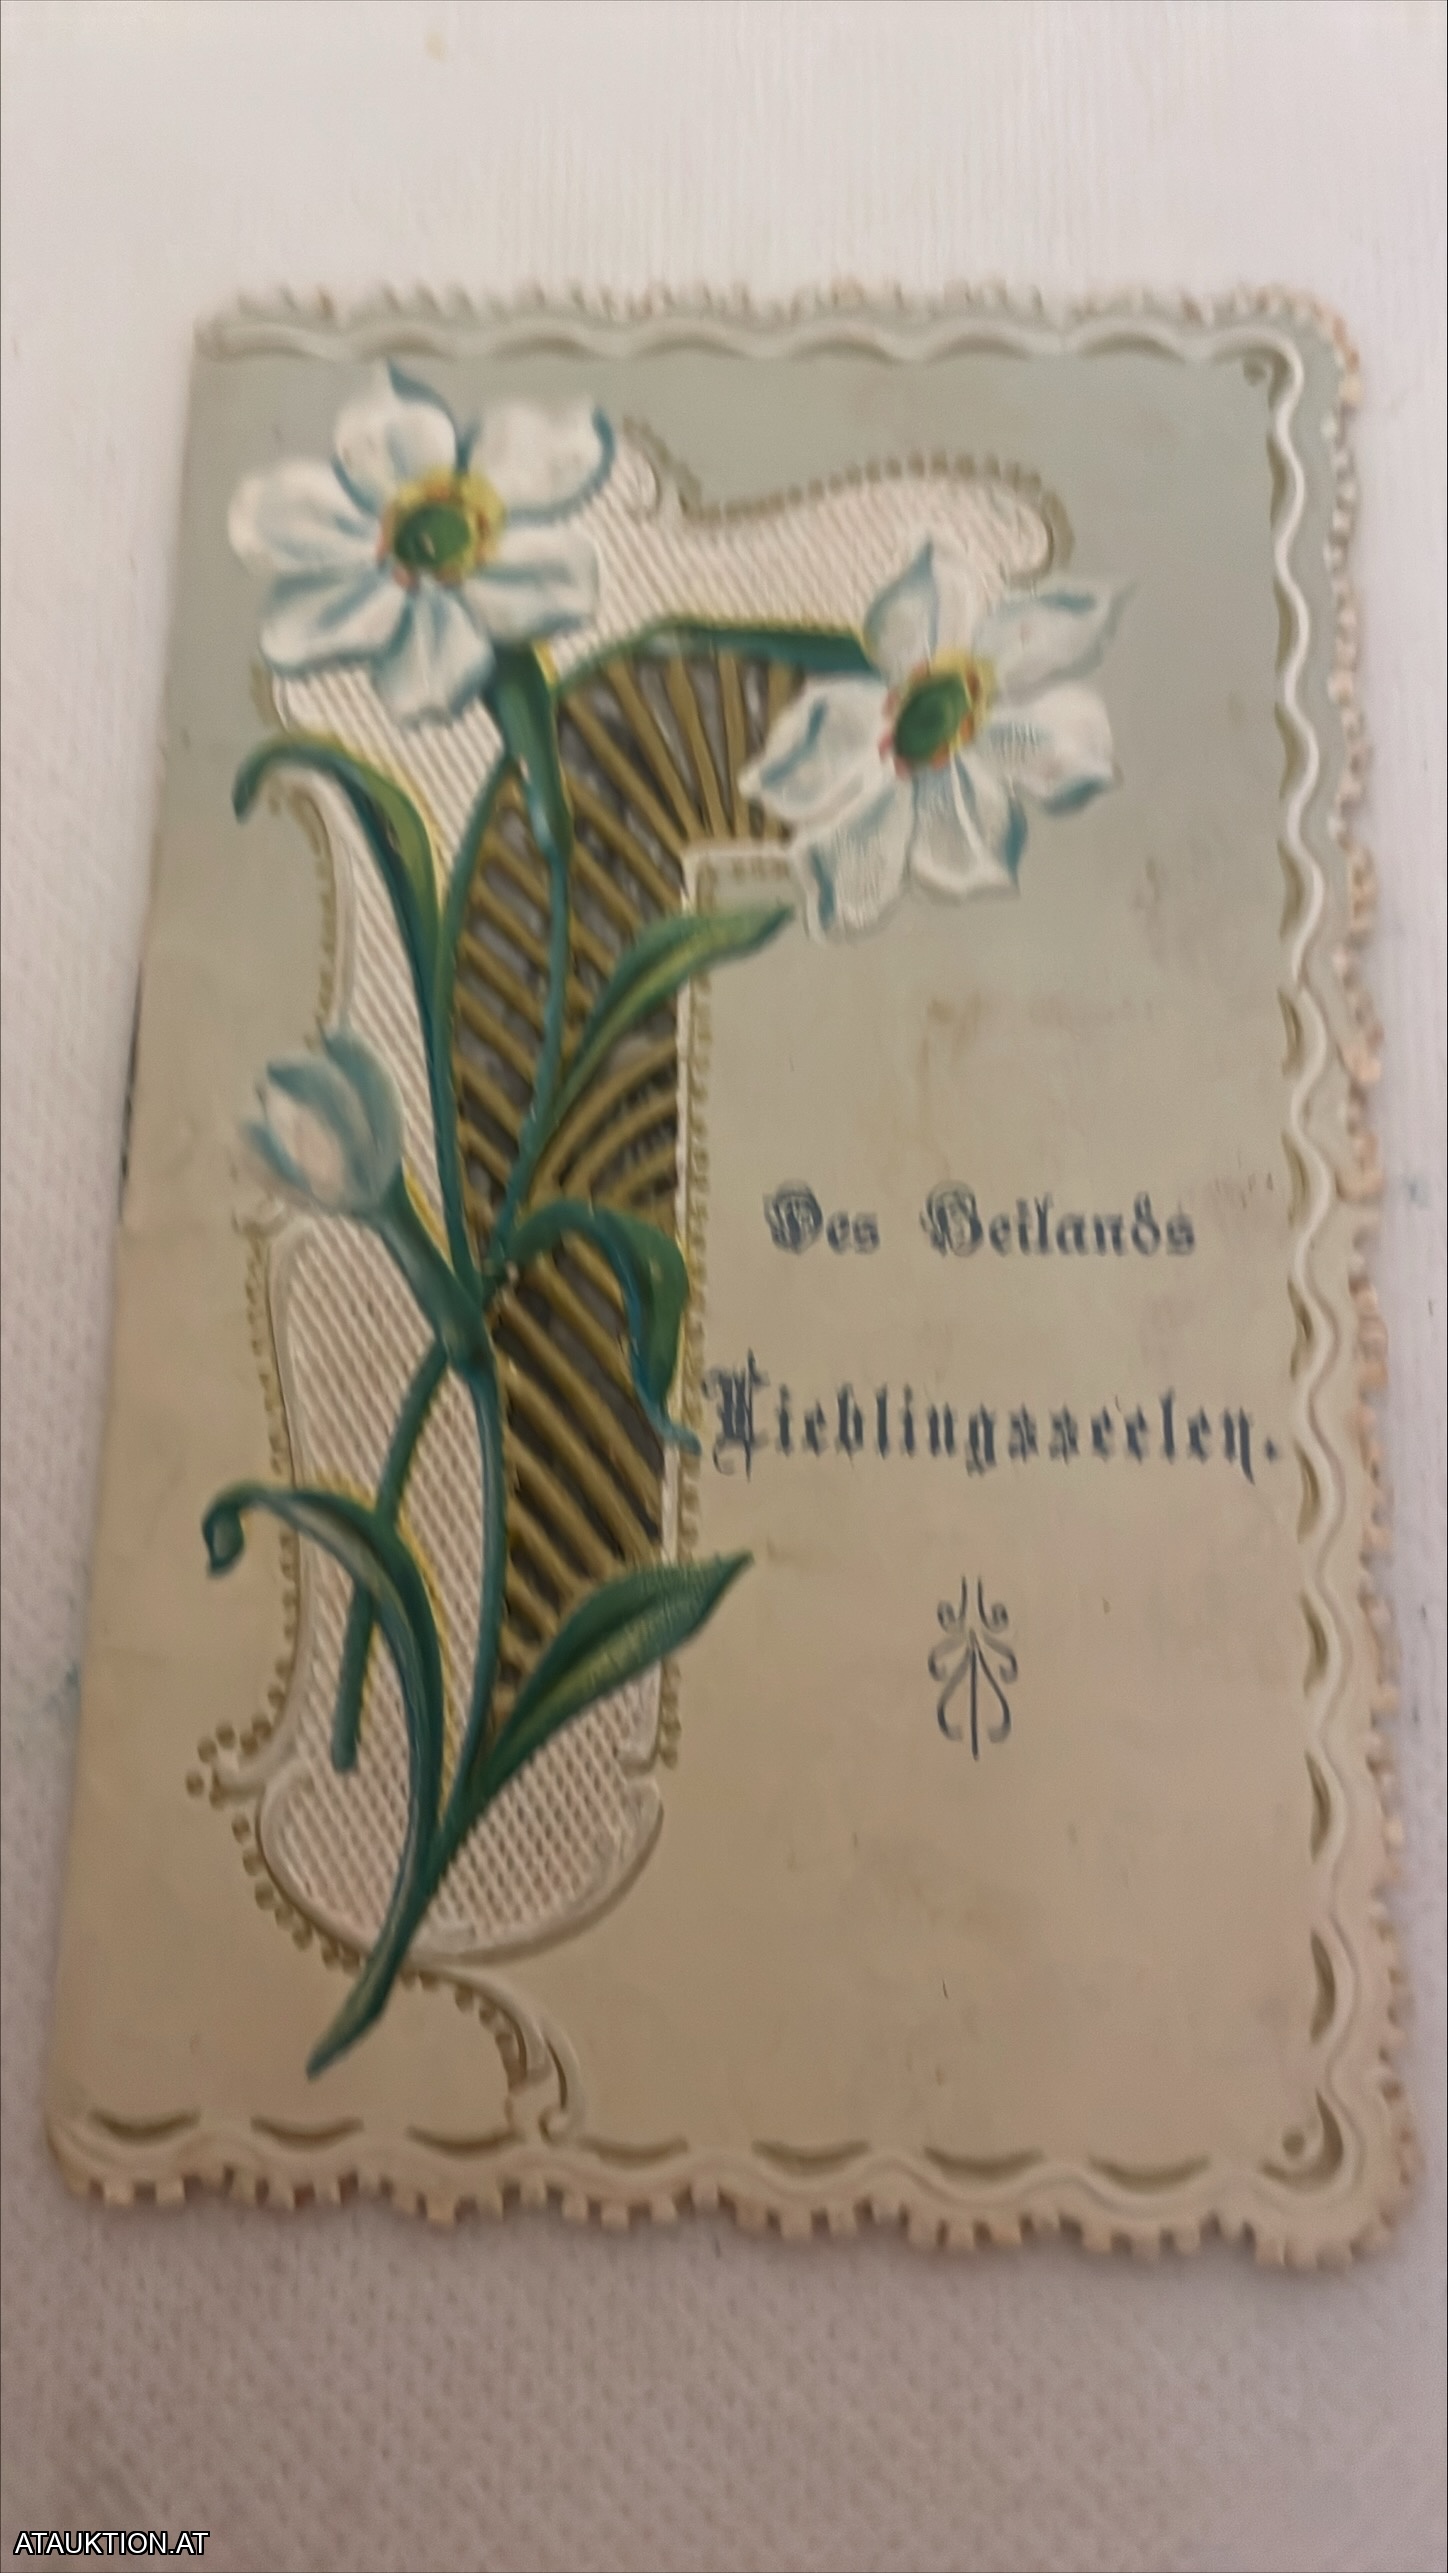 Des Heilands
Lieblingsseelen.
ATAUKTION.AT